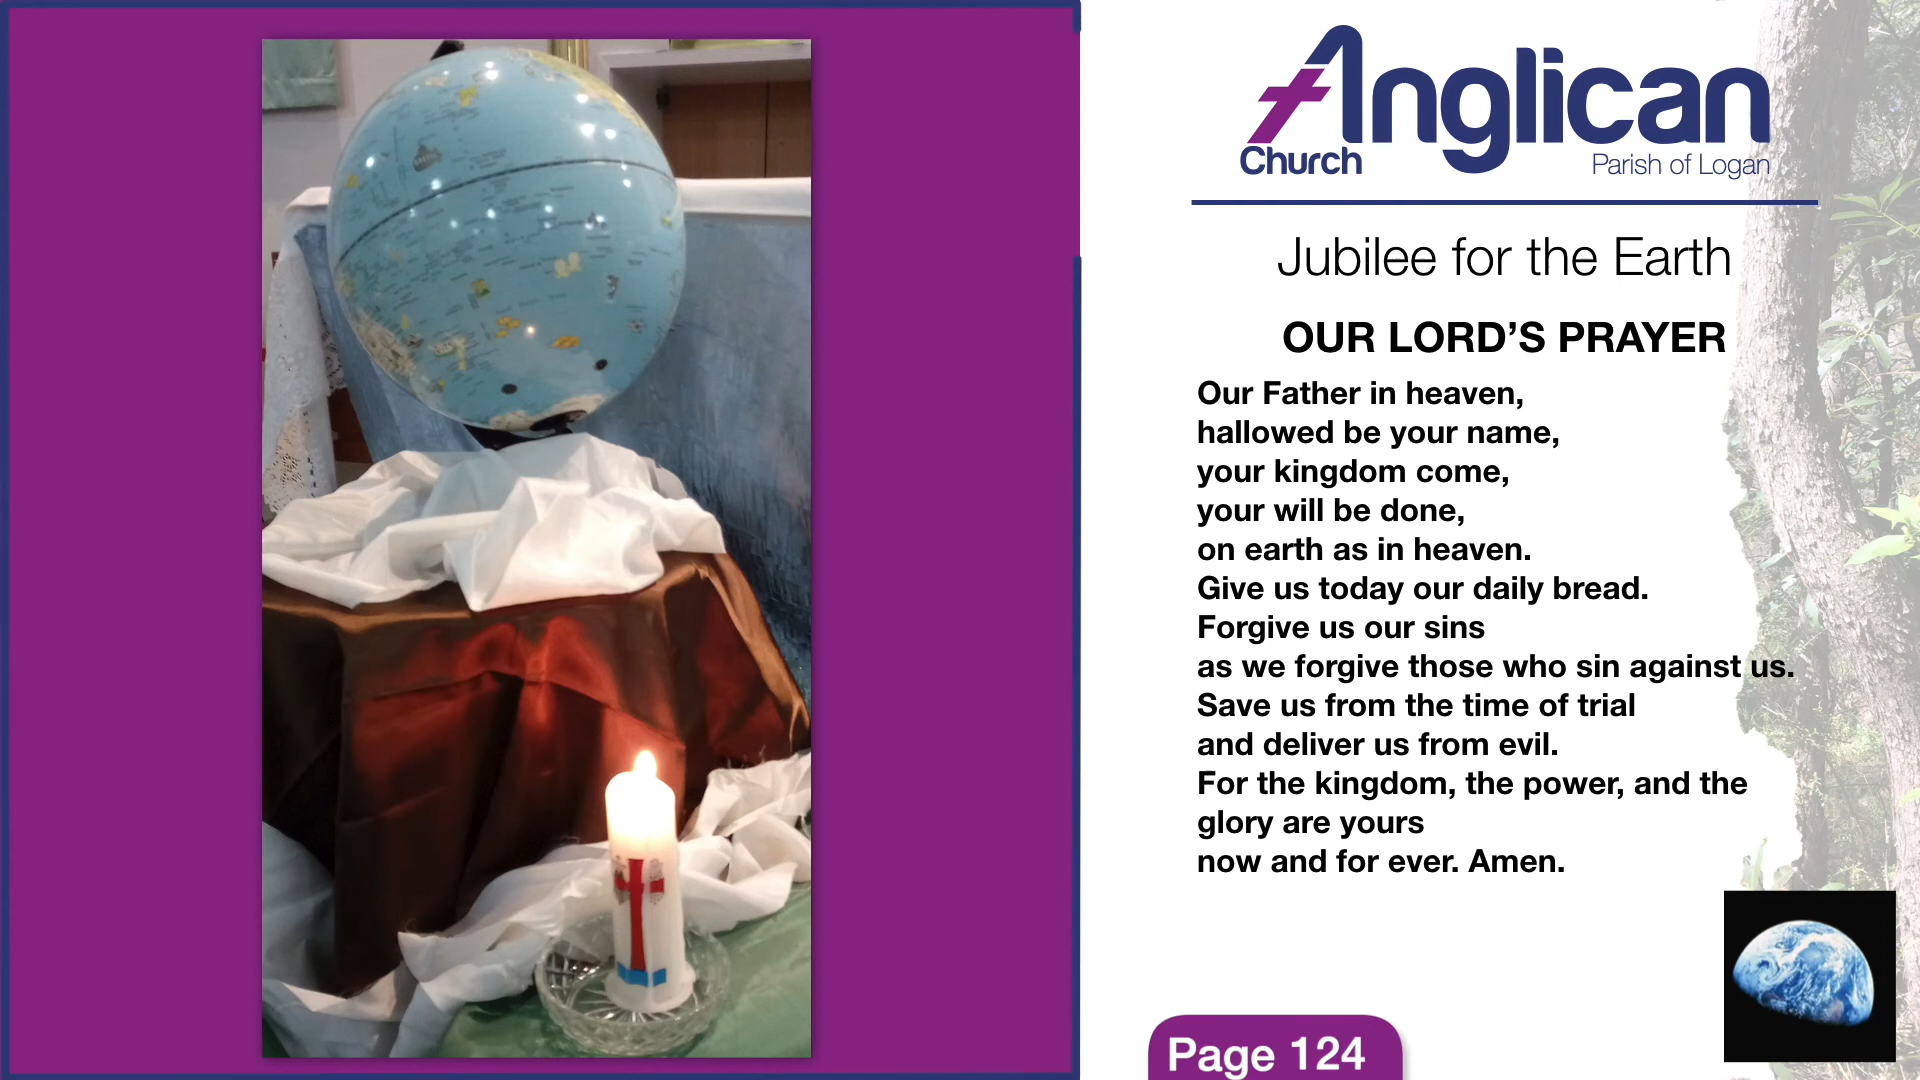 Anglican
Church
Parish of Logan
Jubilee for the Earth
OUR LORD’S PRAYER
Our Father in heaven,
hallowed be your name,
your kingdom come,
your will be done,
on earth as in heaven.
Give us today our daily bread.
Forgive us our sins
as we forgive those who sin against us.
Save us from the time of trial
and deliver us from evil.
For the kingdom, the power, and the
glory are yours
now and for ever. Amen.
Page 124